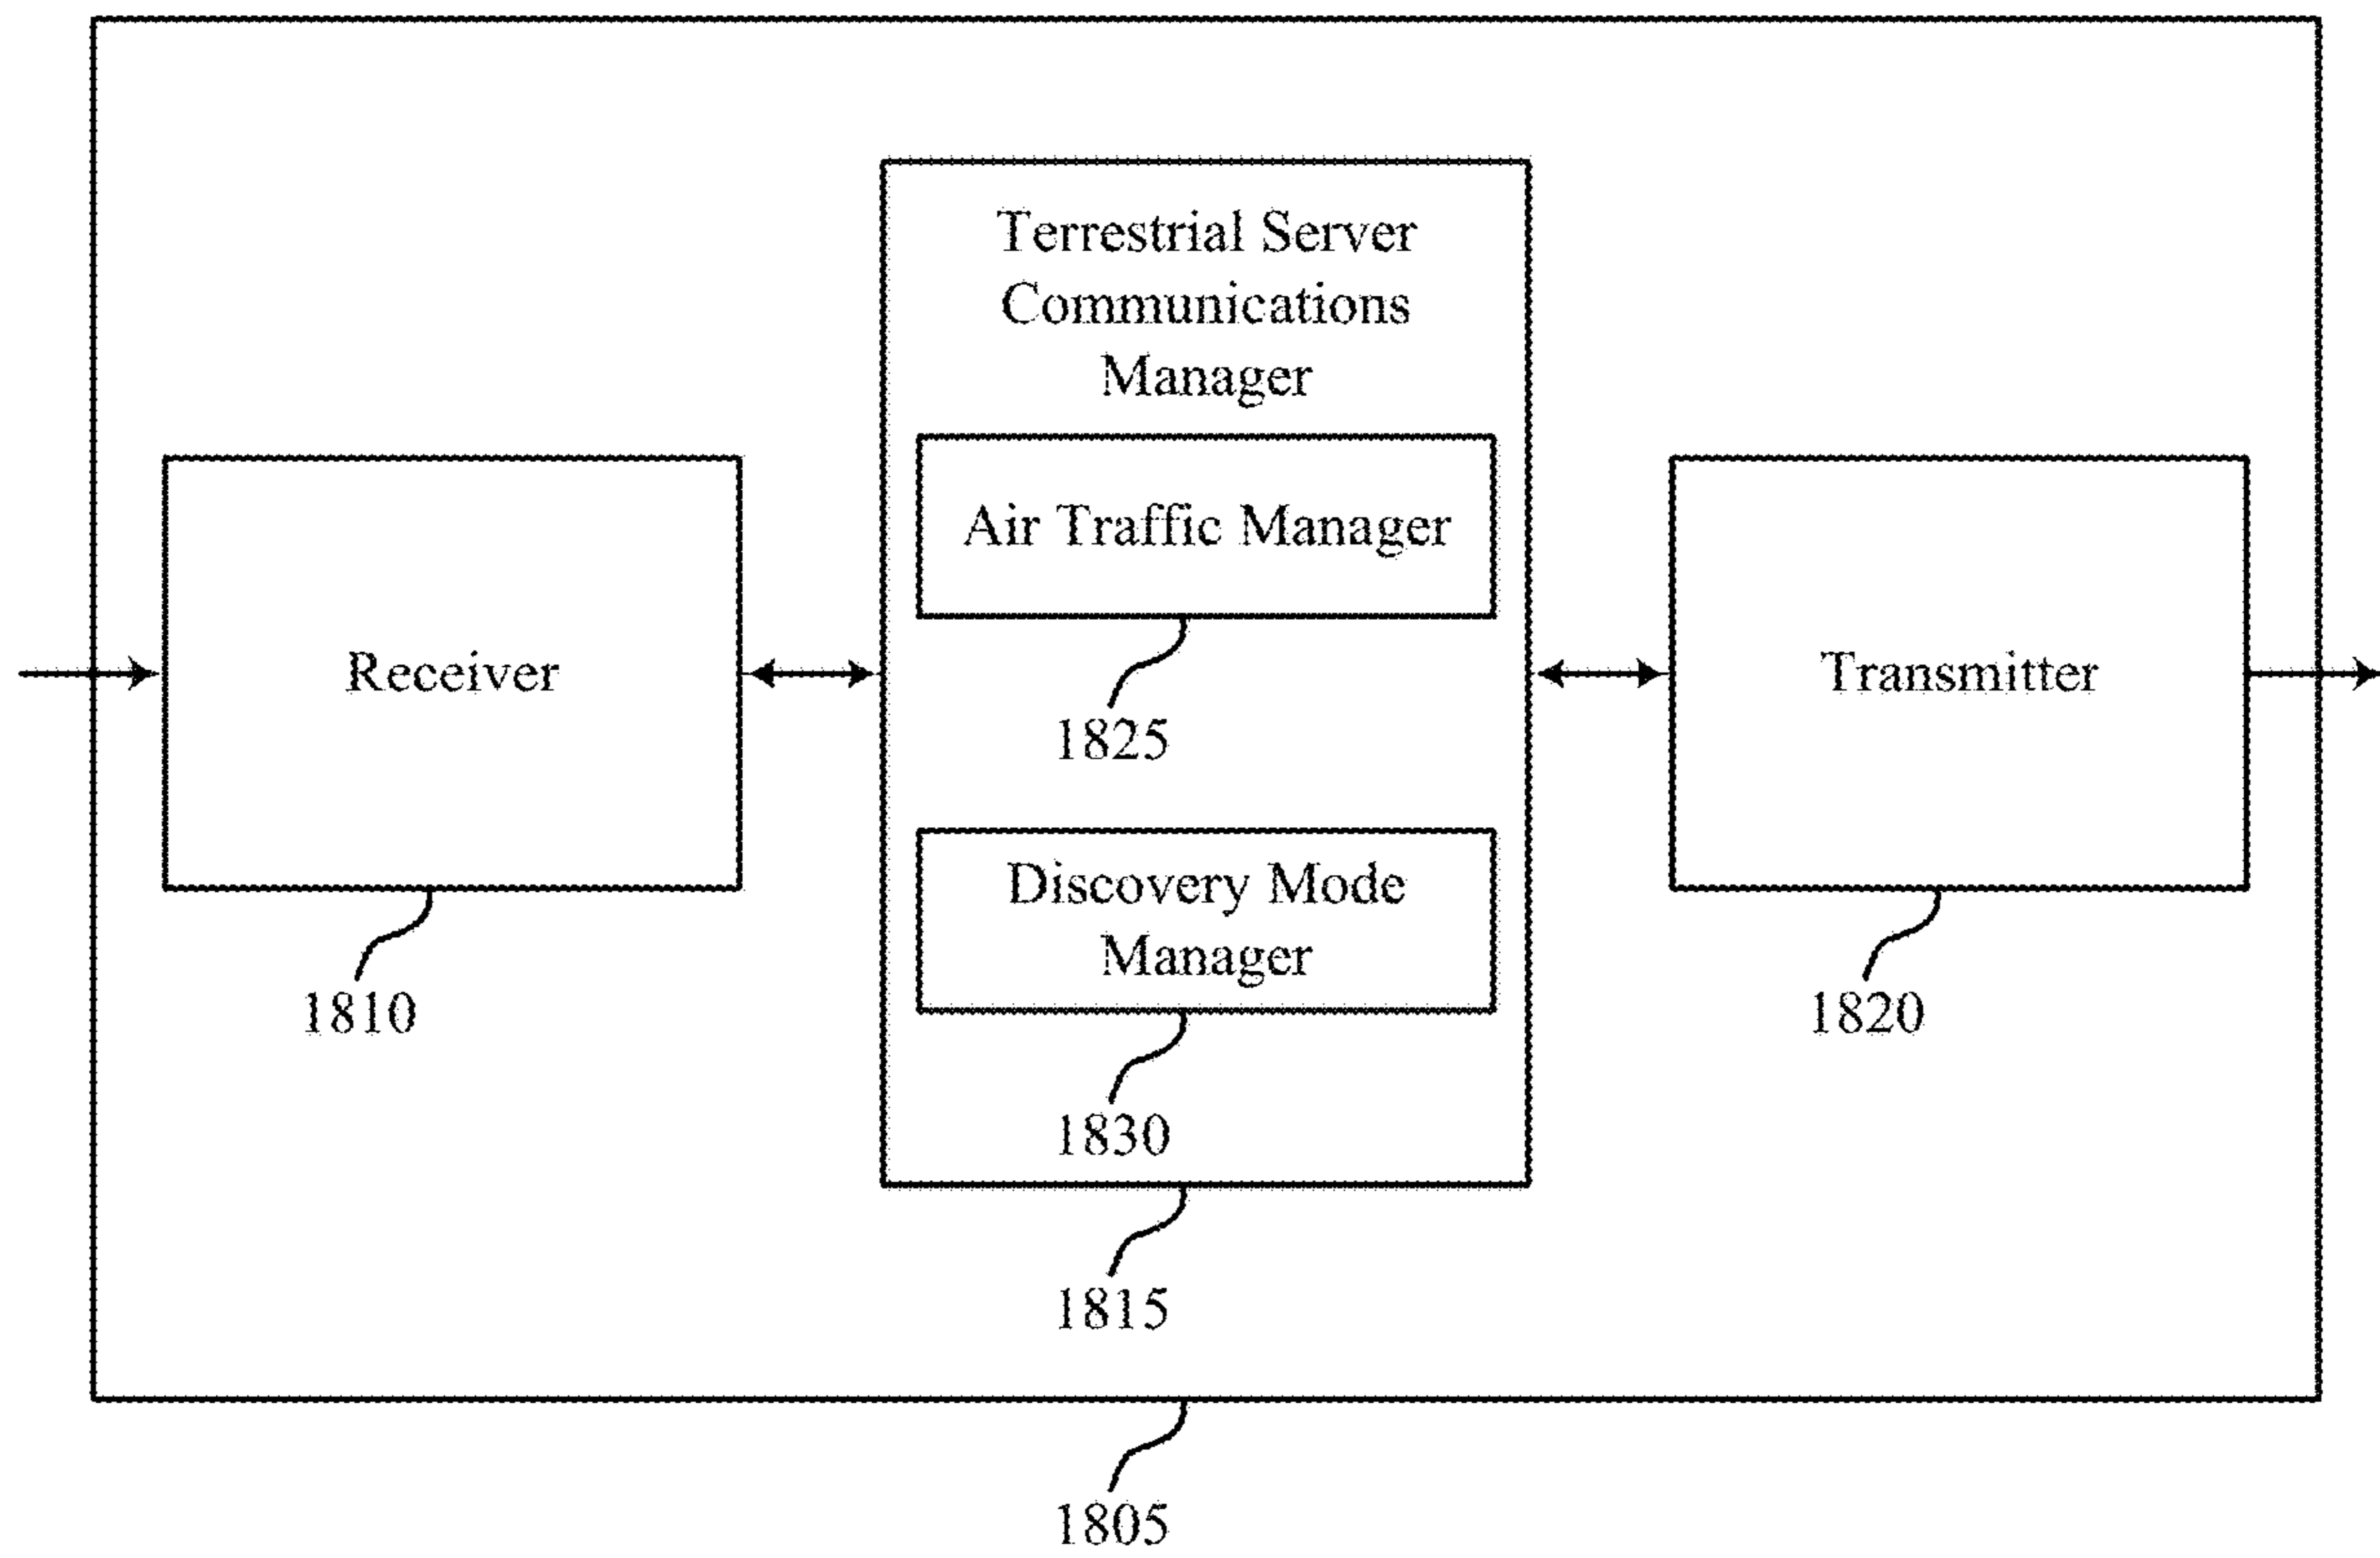 Terrestrial Server
Communications
Manager
Air Traffic Manager
Receiver
Transmitter
1825
Discovery Mode
Manager
1810
1820
1830
1815
1805